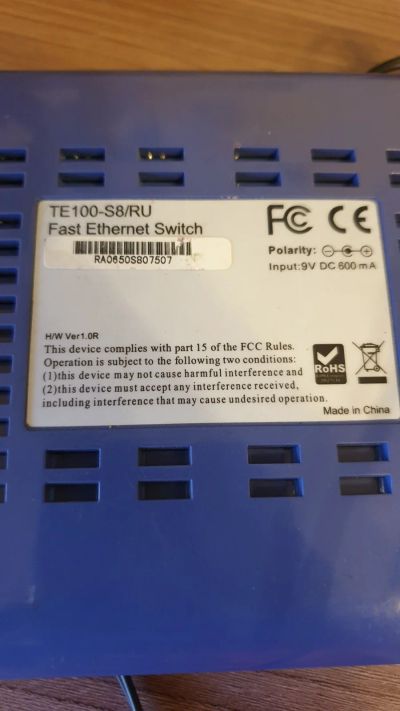 TE100-S8/RU
Fast Ethernet Switch
RA0650S807507
FC CE
Polarity:
Input:9V DC 600mA
H/W Ver1.0R
This device complies with part 15 of the FCC Rules.
Operation is subject to the following two conditions:
(1)this device may not cause harmful interference and
(2)this device must accept any interference received,
including interference that may cause undesired operation.
RoHS
Made in China